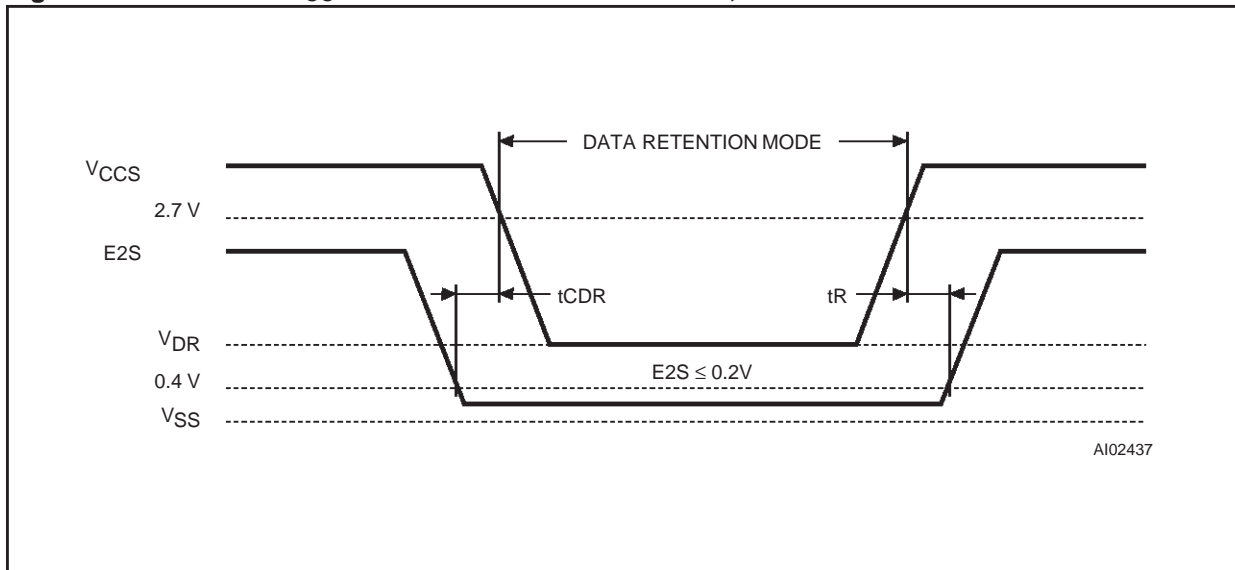 DATA RETENTION MODE
VCCS
2.7 V
E2S
tCDR
tR
VDR
E2S ≤ 0.2V
0.4 V
VSS
AI02437